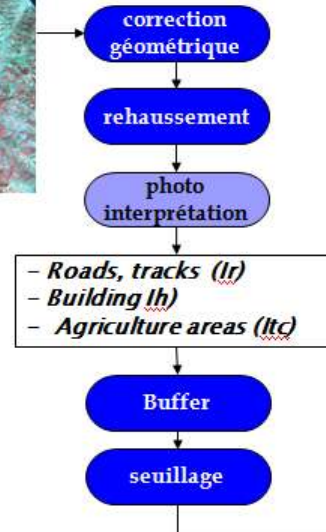 correction
géométrique
rehaussement
photo
interprétation
– Roads, tracks (Ir)
– Building Ih)
– Agriculture areas (Itc)
Buffer
seuillage